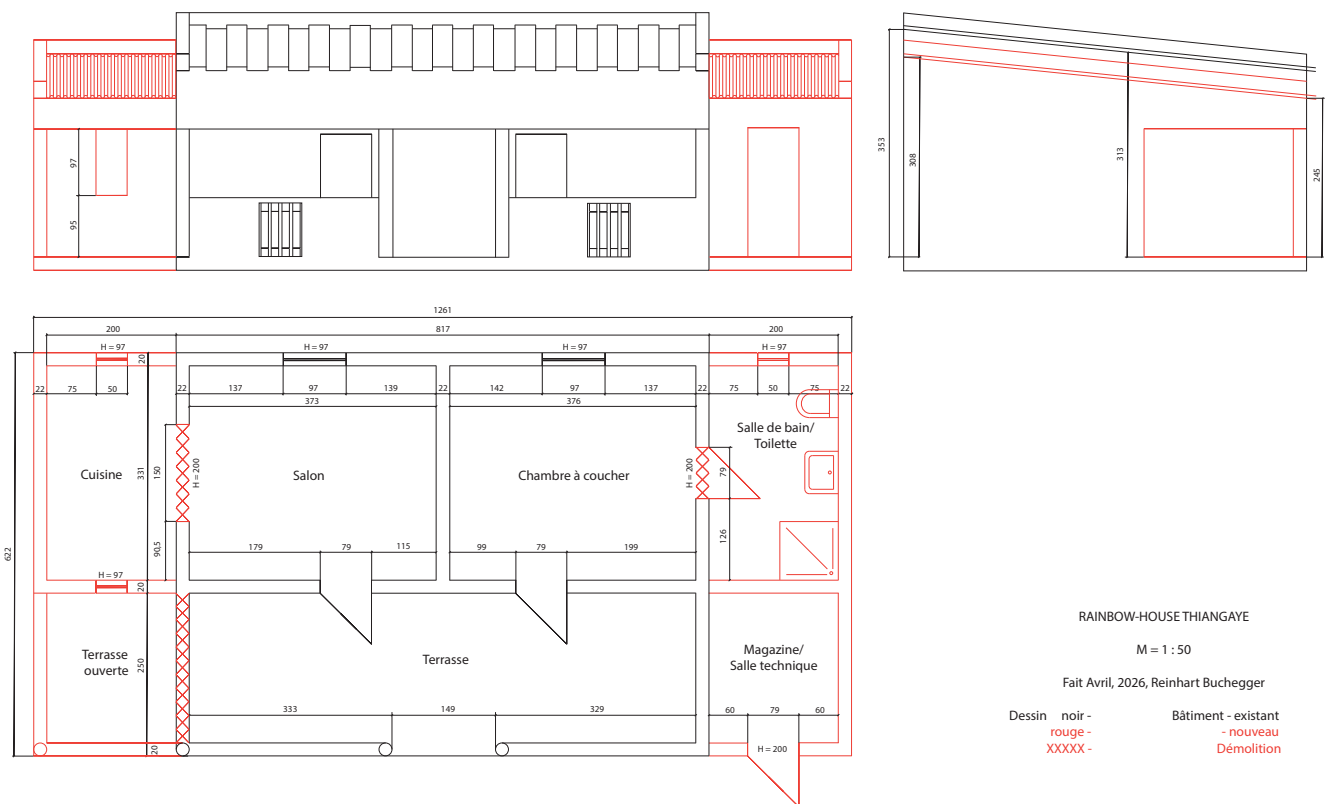 97
95
353
308
313
245
1261
200 817 200
H = 97 H = 97 H = 97 H = 97
20
22 75 50 22 137 97 139 22 142 97 137 22 75 50 75 22
373 376
Salle de bain/
Toilette
Cuisine
331
150
H = 200
Salon
Chambre à coucher
H = 200
79
126
90,5
179 79 115 99 79 199
622
H = 97
20
Terrasse
ouverte
250
Terrasse
Magazine/
Salle technique
333 149 329 60 79 60
20
H = 200
RAINBOW-HOUSE THIANGAYE
M = 1 : 50
Fait Avril, 2026, Reinhart Buchegger
Dessin noir - Bâtiment - existant
rouge - - nouveau
XXXXX - Démolition